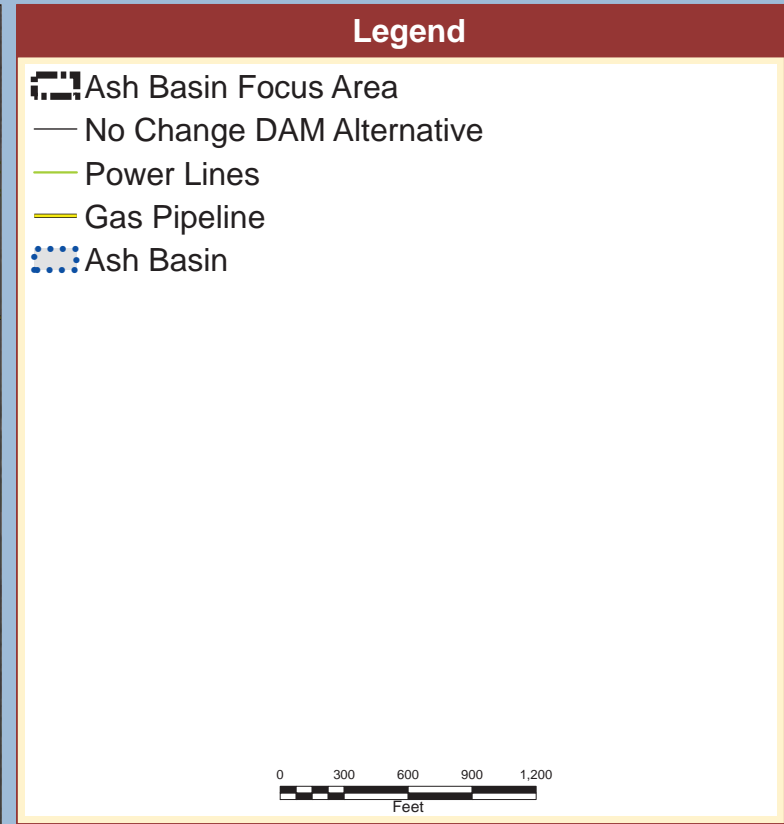 Legend
Ash Basin Focus Area
No Change DAM Alternative
Power Lines
Gas Pipeline
Ash Basin
0 300 600 900 1,200
Feet